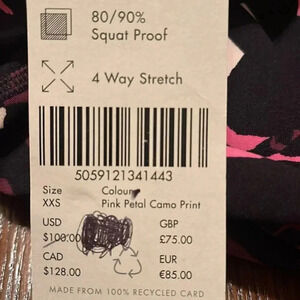 80/90%
Squat Proof
4 Way Stretch
5059121341443
Size Colour
XXS Pink Petal Camo Print
USD GBP
$100.00 £75.00
CAD EUR
$128.00 €85.00
MADE FROM 100% RECYCLED CARD